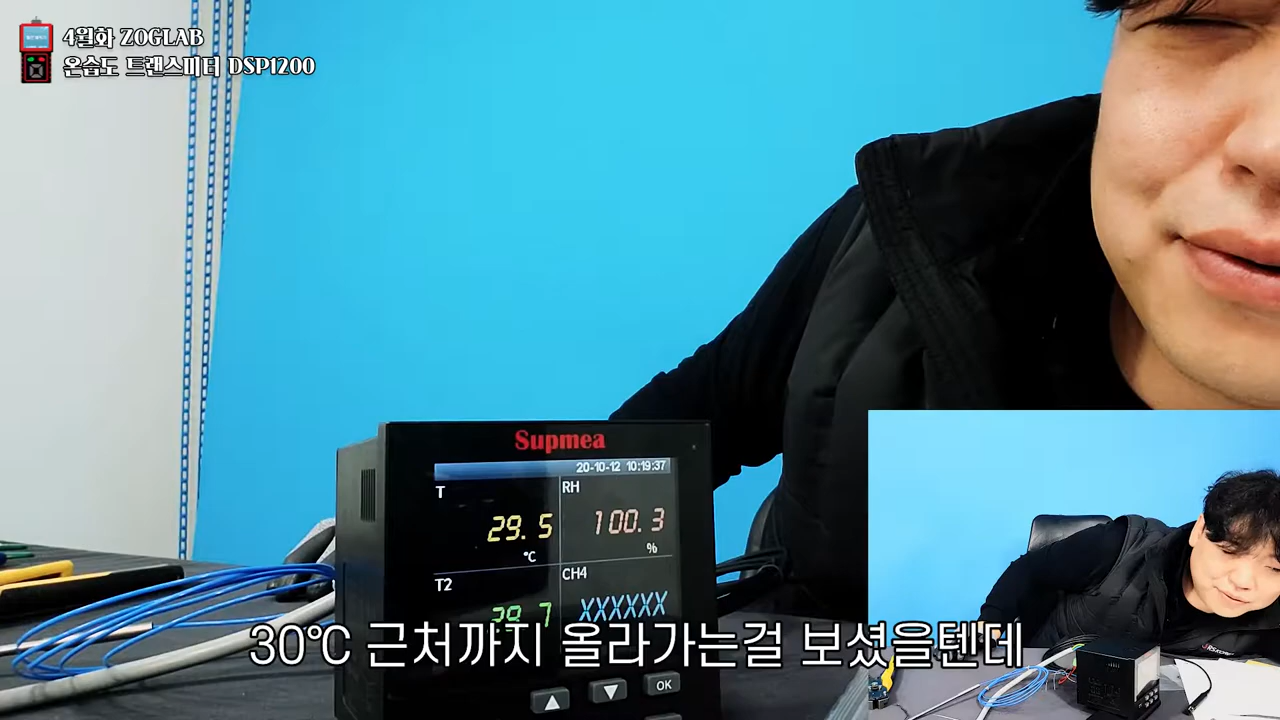 4월화 ZOGLAB
온습도 트랜스미터 DSP1200
Supmea
20-10-12 10:19:37
T
29.5
℃
RH
100.3
%
T2
CH4
XXXXXX
30℃ 근처까지 올라가는걸 보셨을텐데
▲
▼
OK